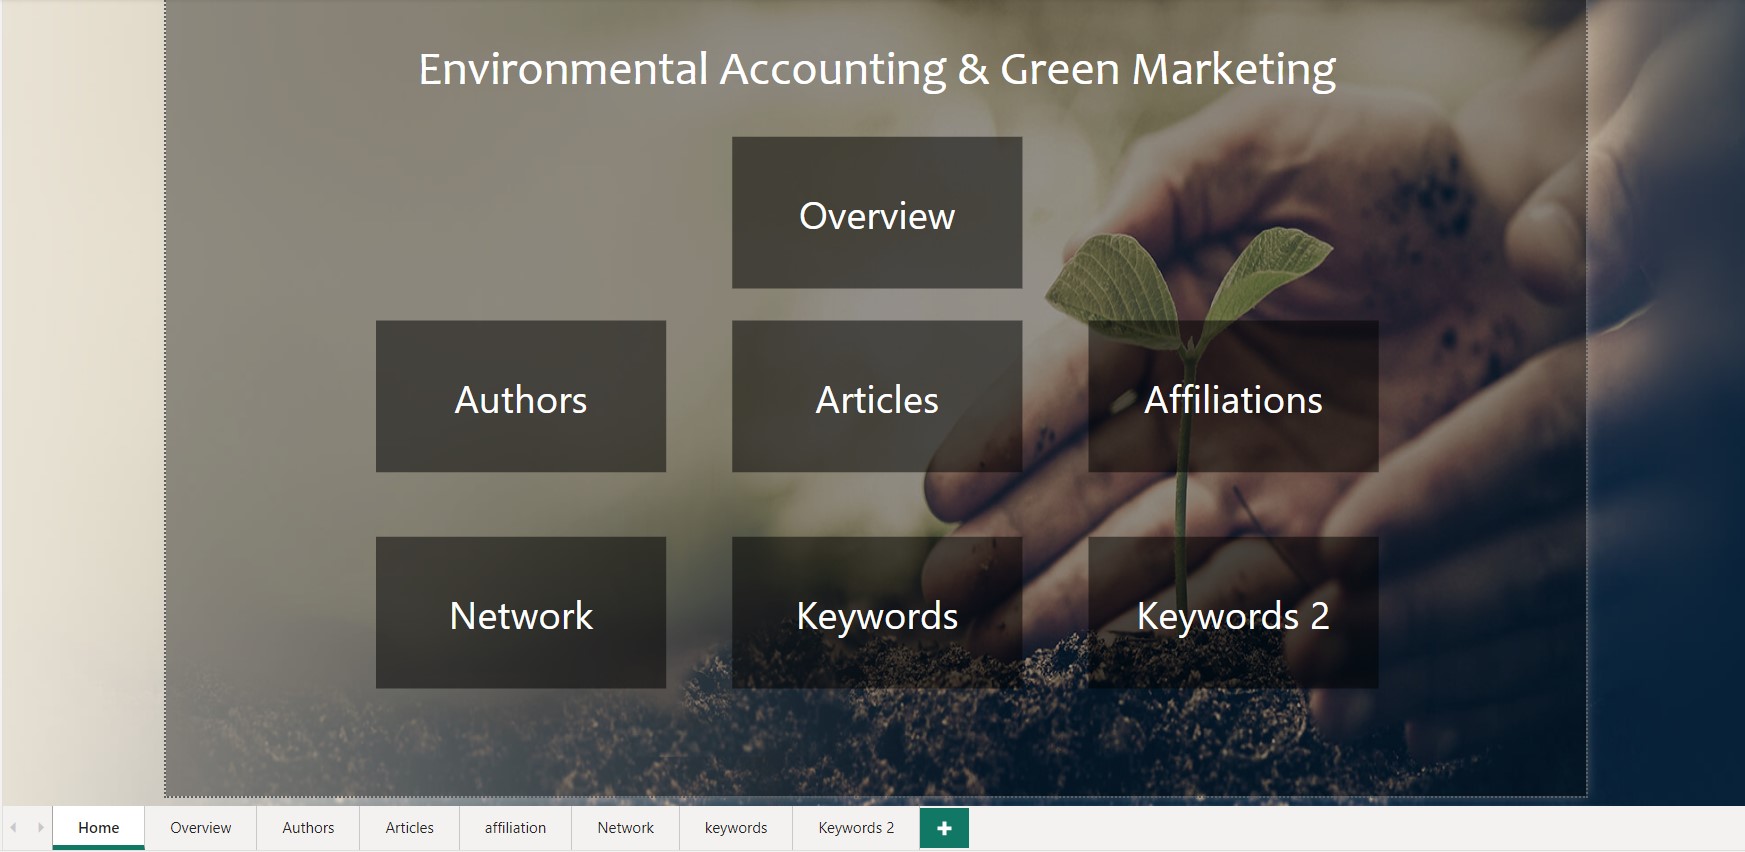 Environmental Accounting & Green Marketing
Overview
Authors Articles Affiliations
Network Keywords Keywords 2
Home Overview Authors Articles affiliation Network keywords Keywords 2